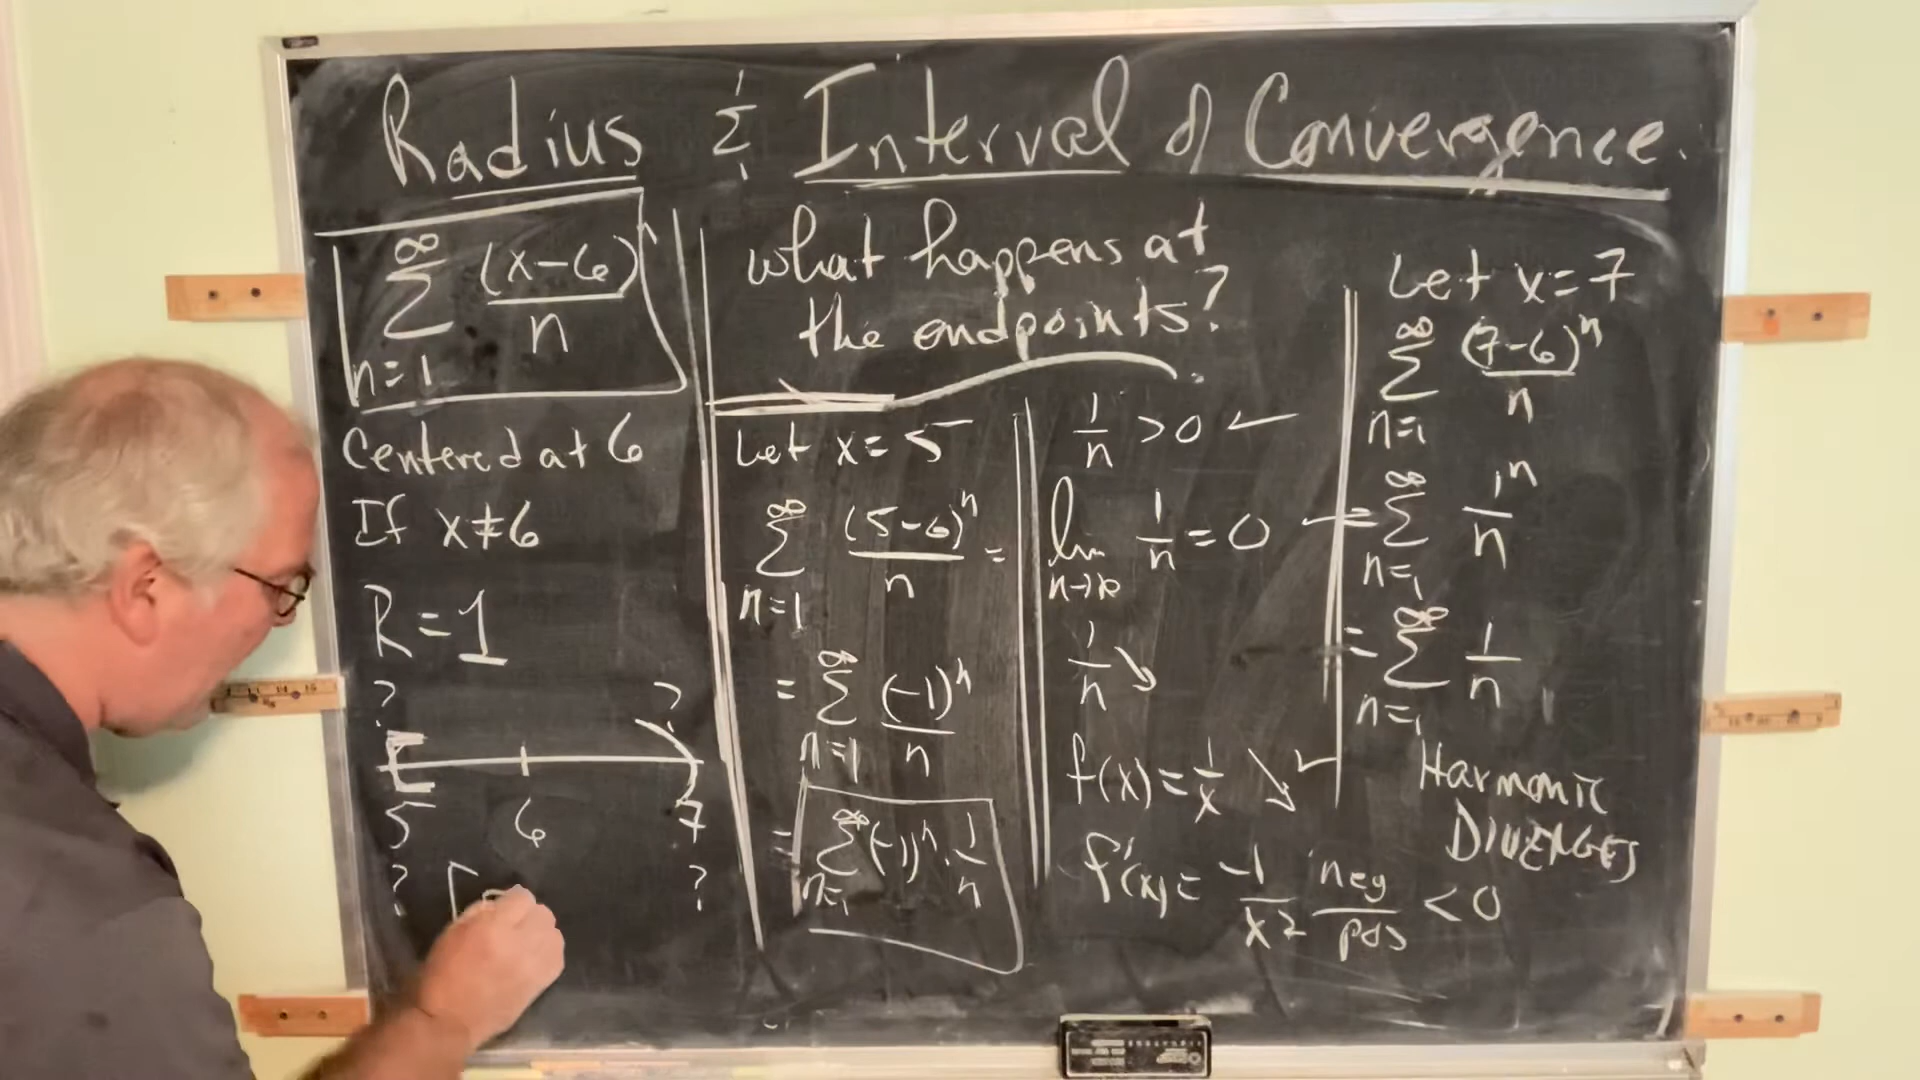 Radius & Interval of Convergence.
∞
Σ (x-6)^n / n
n=1
Centered at 6
If x≠6
R=1
? ?
[ )
5 6 7
? ?
[
What happens at
the endpoints?
Let x=5
∞
Σ (5-6)^n / n =
n=1
∞
= Σ (-1)^n / n
n=1
∞
= Σ (-1)^n · 1/n
n=1
1/n >0 ✓
lim 1/n = 0 ✓
n→∞
1/n ↘
f(x)=1/x ↘ ✓
f'(x)= -1/x2 neg/pos <0
Let x=7
∞
Σ (7-6)^n / n
n=1
∞
= Σ 1^n / n
n=1
∞
= Σ 1/n
n=1
Harmonic
DIVERGES